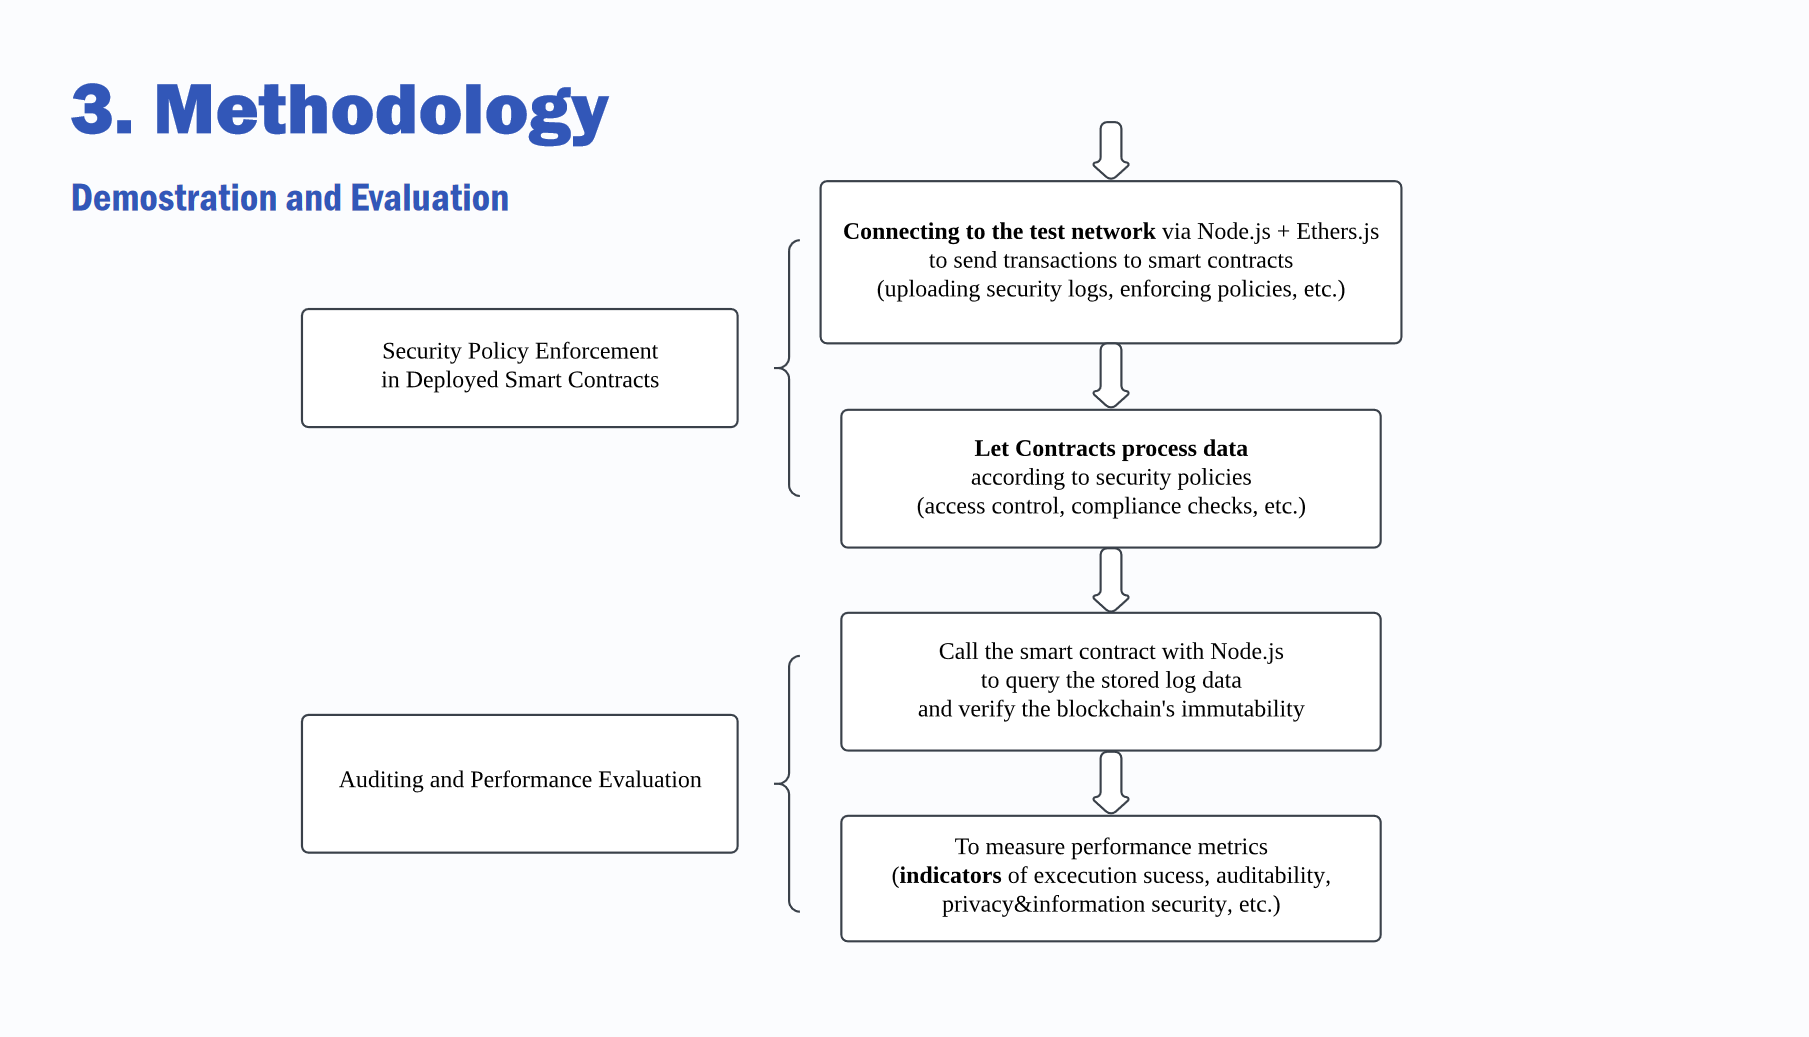 3. Methodology
Demostration and Evaluation
Connecting to the test network via Node.js + Ethers.js
to send transactions to smart contracts
(uploading security logs, enforcing policies, etc.)
Security Policy Enforcement
in Deployed Smart Contracts
Let Contracts process data
according to security policies
(access control, compliance checks, etc.)
Call the smart contract with Node.js
to query the stored log data
and verify the blockchain's immutability
Auditing and Performance Evaluation
To measure performance metrics
(indicators of excecution sucess, auditability,
privacy&information security, etc.)